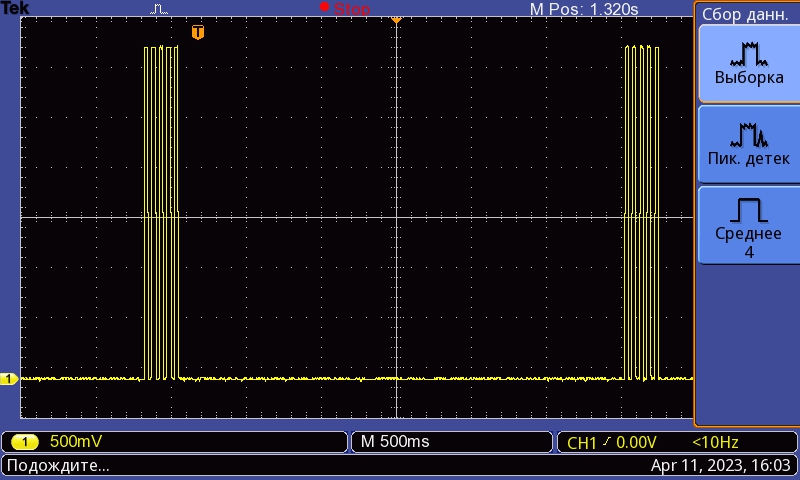 Tek
Stop
M Pos: 1.320s
Сбор данн.
T
Выборка
Пик. детек
Среднее
4
1
1 500mV
M 500ms
CH1 0.00V
<10Hz
Подождите...
Apr 11, 2023, 16:03